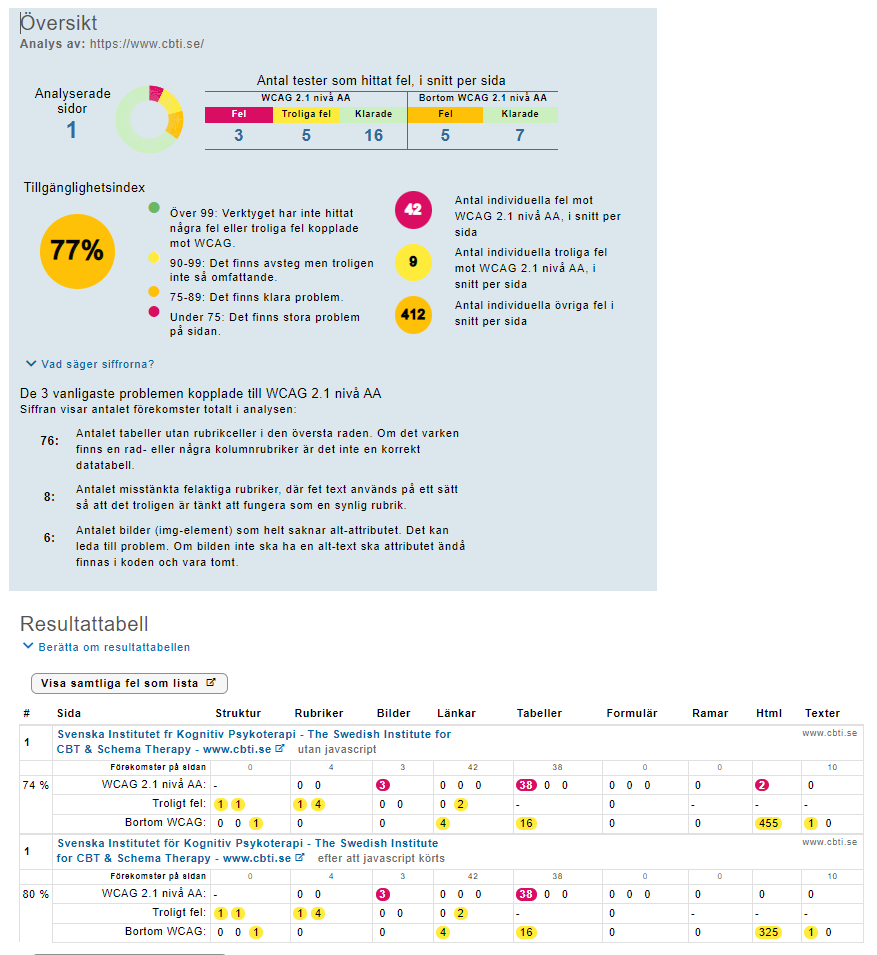 Översikt
Analys av: https://www.cbti.se/
Antal tester som hittat fel, i snitt per sida
Analyserade
sidor
1
WCAG 2.1 nivå AA Bortom WCAG 2.1 nivå AA
Fel Troliga fel Klarade Fel Klarade
3 5 16 5 7
Tillgänglighetsindex
77%
Över 99: Verktyget har inte hittat
några fel eller troliga fel kopplade
mot WCAG.
90-99: Det finns avsteg men troligen
inte så omfattande.
75-89: Det finns klara problem.
Under 75: Det finns stora problem
på sidan.
42
Antal individuella fel mot
WCAG 2.1 nivå AA, i snitt per
sida
9
Antal individuella troliga fel
mot WCAG 2.1 nivå AA, i
snitt per sida
412
Antal individuella övriga fel i
snitt per sida
Vad säger siffrorna?
De 3 vanligaste problemen kopplade till WCAG 2.1 nivå AA
Siffran visar antalet förekomster totalt i analysen:
76: Antalet tabeller utan rubrikceller i den översta raden. Om det varken
finns en rad- eller några kolumnrubriker är det inte en korrekt
datatabell.
8: Antalet misstänkta felaktiga rubriker, där fet text används på ett sätt
så att det troligen är tänkt att fungera som en synlig rubrik.
6: Antalet bilder (img-element) som helt saknar alt-attributet. Det kan
leda till problem. Om bilden inte ska ha en alt-text ska attributet ändå
finnas i koden och vara tomt.
Resultattabell
Berätta om resultattabellen
Visa samtliga fel som lista
# Sida Struktur Rubriker Bilder Länkar Tabeller Formulär Ramar Html Texter
1 Svenska Institutet fr Kognitiv Psykoterapi - The Swedish Institute for www.cbti.se
CBT & Schema Therapy - www.cbti.se utan javascript
Förekomster på sidan 0 4 3 42 38 0 0 10
74 % WCAG 2.1 nivå AA: - 0 0 3 0 0 0 38 0 0 0 0 0 0 2 0
Troligt fel: 1 1 1 4 0 0 0 2 - 0 - - -
Bortom WCAG: 0 0 1 0 0 4 16 0 0 455 1 0
1 Svenska Institutet för Kognitiv Psykoterapi - The Swedish Institute www.cbti.se
for CBT & Schema Therapy - www.cbti.se efter att javascript körts
Förekomster på sidan 0 4 3 42 38 0 0 10
80 % WCAG 2.1 nivå AA: - 0 0 3 0 0 0 38 0 0 0 0 0 0 0 0
Troligt fel: 1 1 1 4 0 0 0 2 - 0 - - -
Bortom WCAG: 0 0 1 0 0 4 16 0 0 325 1 0